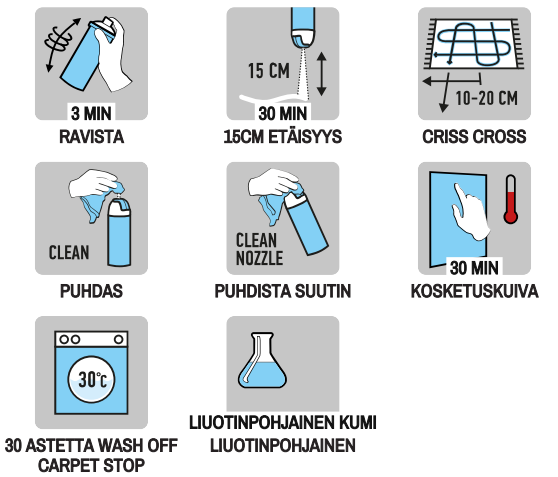 3 MIN
RAVISTA
15 CM
30 MIN
15CM ETÄISYYS
10-20 CM
CRISS CROSS
CLEAN
PUHDAS
CLEAN
NOZZLE
PUHDISTA SUUTIN
30 MIN
KOSKETUSKUIVA
30°C
30 ASTETTA WASH OFF
CARPET STOP
LIUOTINPOHJAINEN KUMI
LIUOTINPOHJAINEN